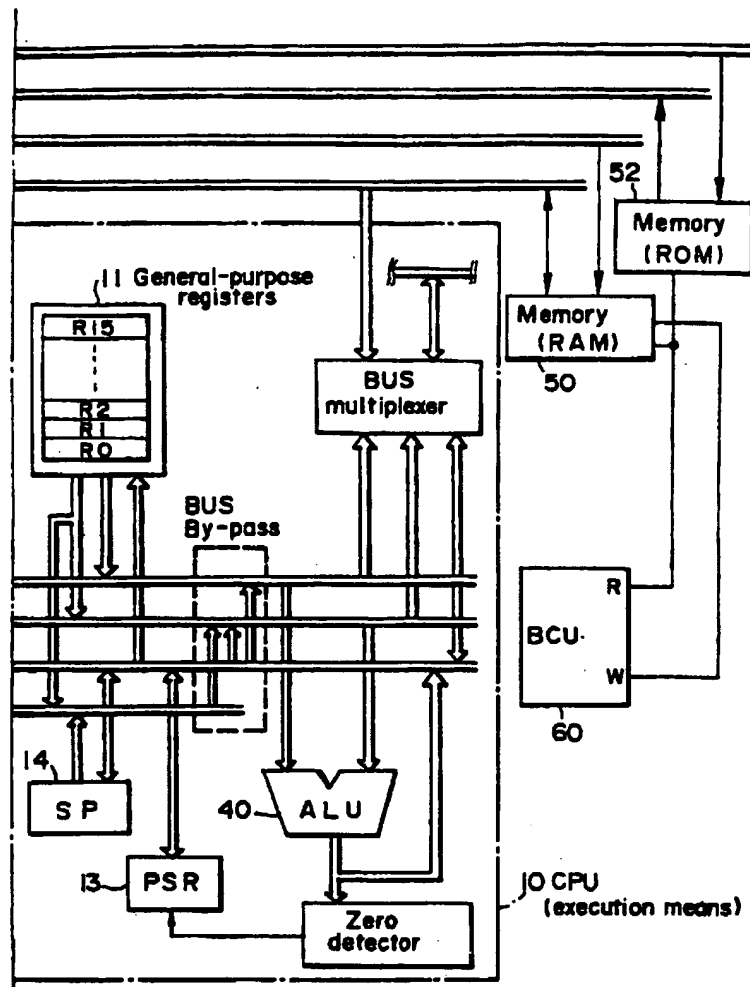 52
Memory
(ROM)
11 General-purpose
registers
R15
R2
R1
R0
Memory
(RAM)
50
BUS
multiplexer
BUS
By-pass
R
BCU
W
60
14
SP
40
ALU
13
PSR
Zero
detector
10 CPU
(execution means)